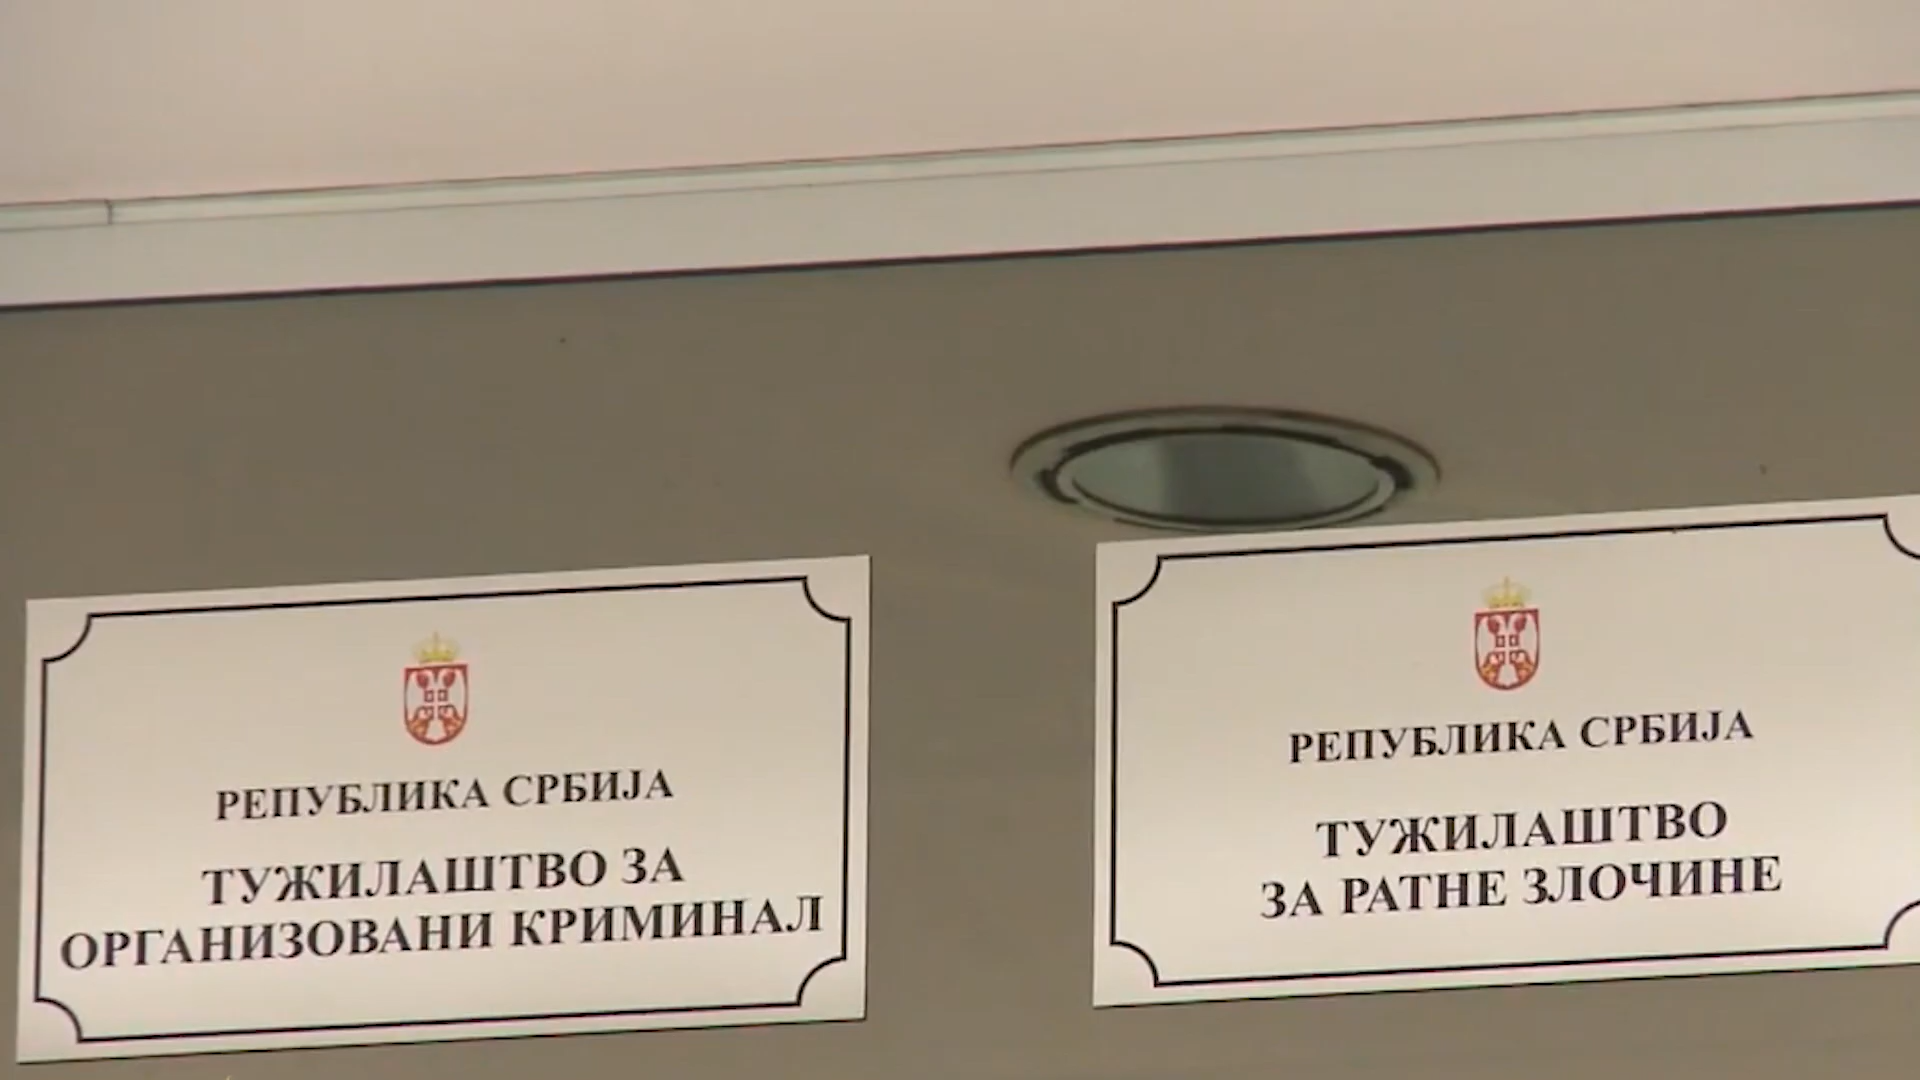 РЕПУБЛИКА СРБИЈА
ТУЖИЛАШТВО ЗА
ОРГАНИЗОВАНИ КРИМИНАЛ
РЕПУБЛИКА СРБИЈА
ТУЖИЛАШТВО
ЗА РАТНЕ ЗЛОЧИНЕ